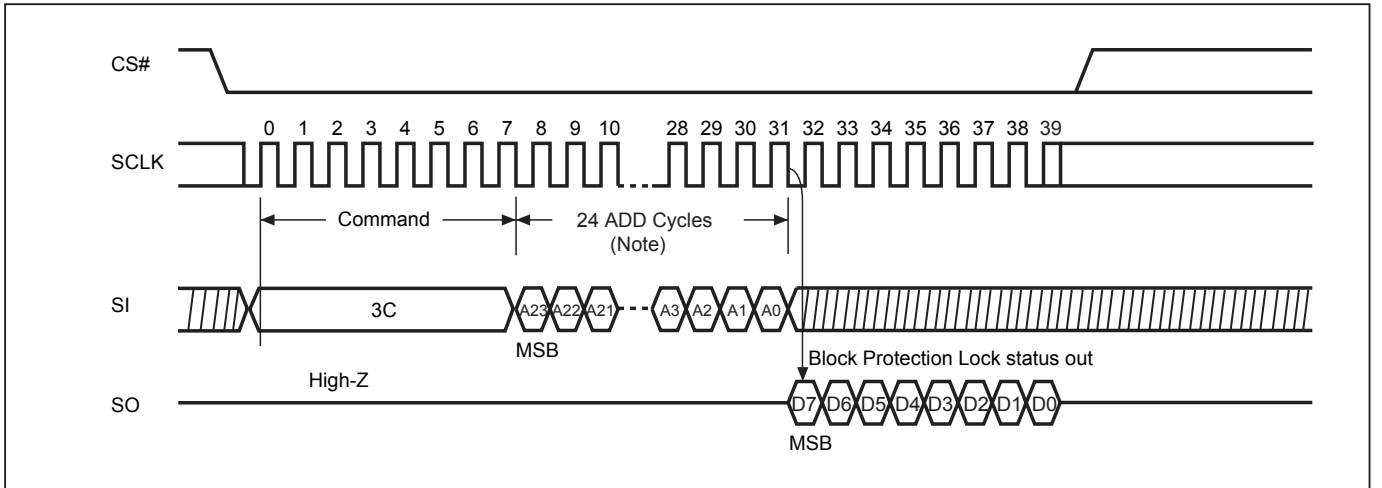 CS#
0 1 2 3 4 5 6 7 8 9 10 28 29 30 31 32 33 34 35 36 37 38 39
SCLK
Command
24 ADD Cycles
(Note)
SI
3C
A23 A22 A21 A3 A2 A1 A0
MSB
Block Protection Lock status out
High-Z
SO
D7 D6 D5 D4 D3 D2 D1 D0
MSB